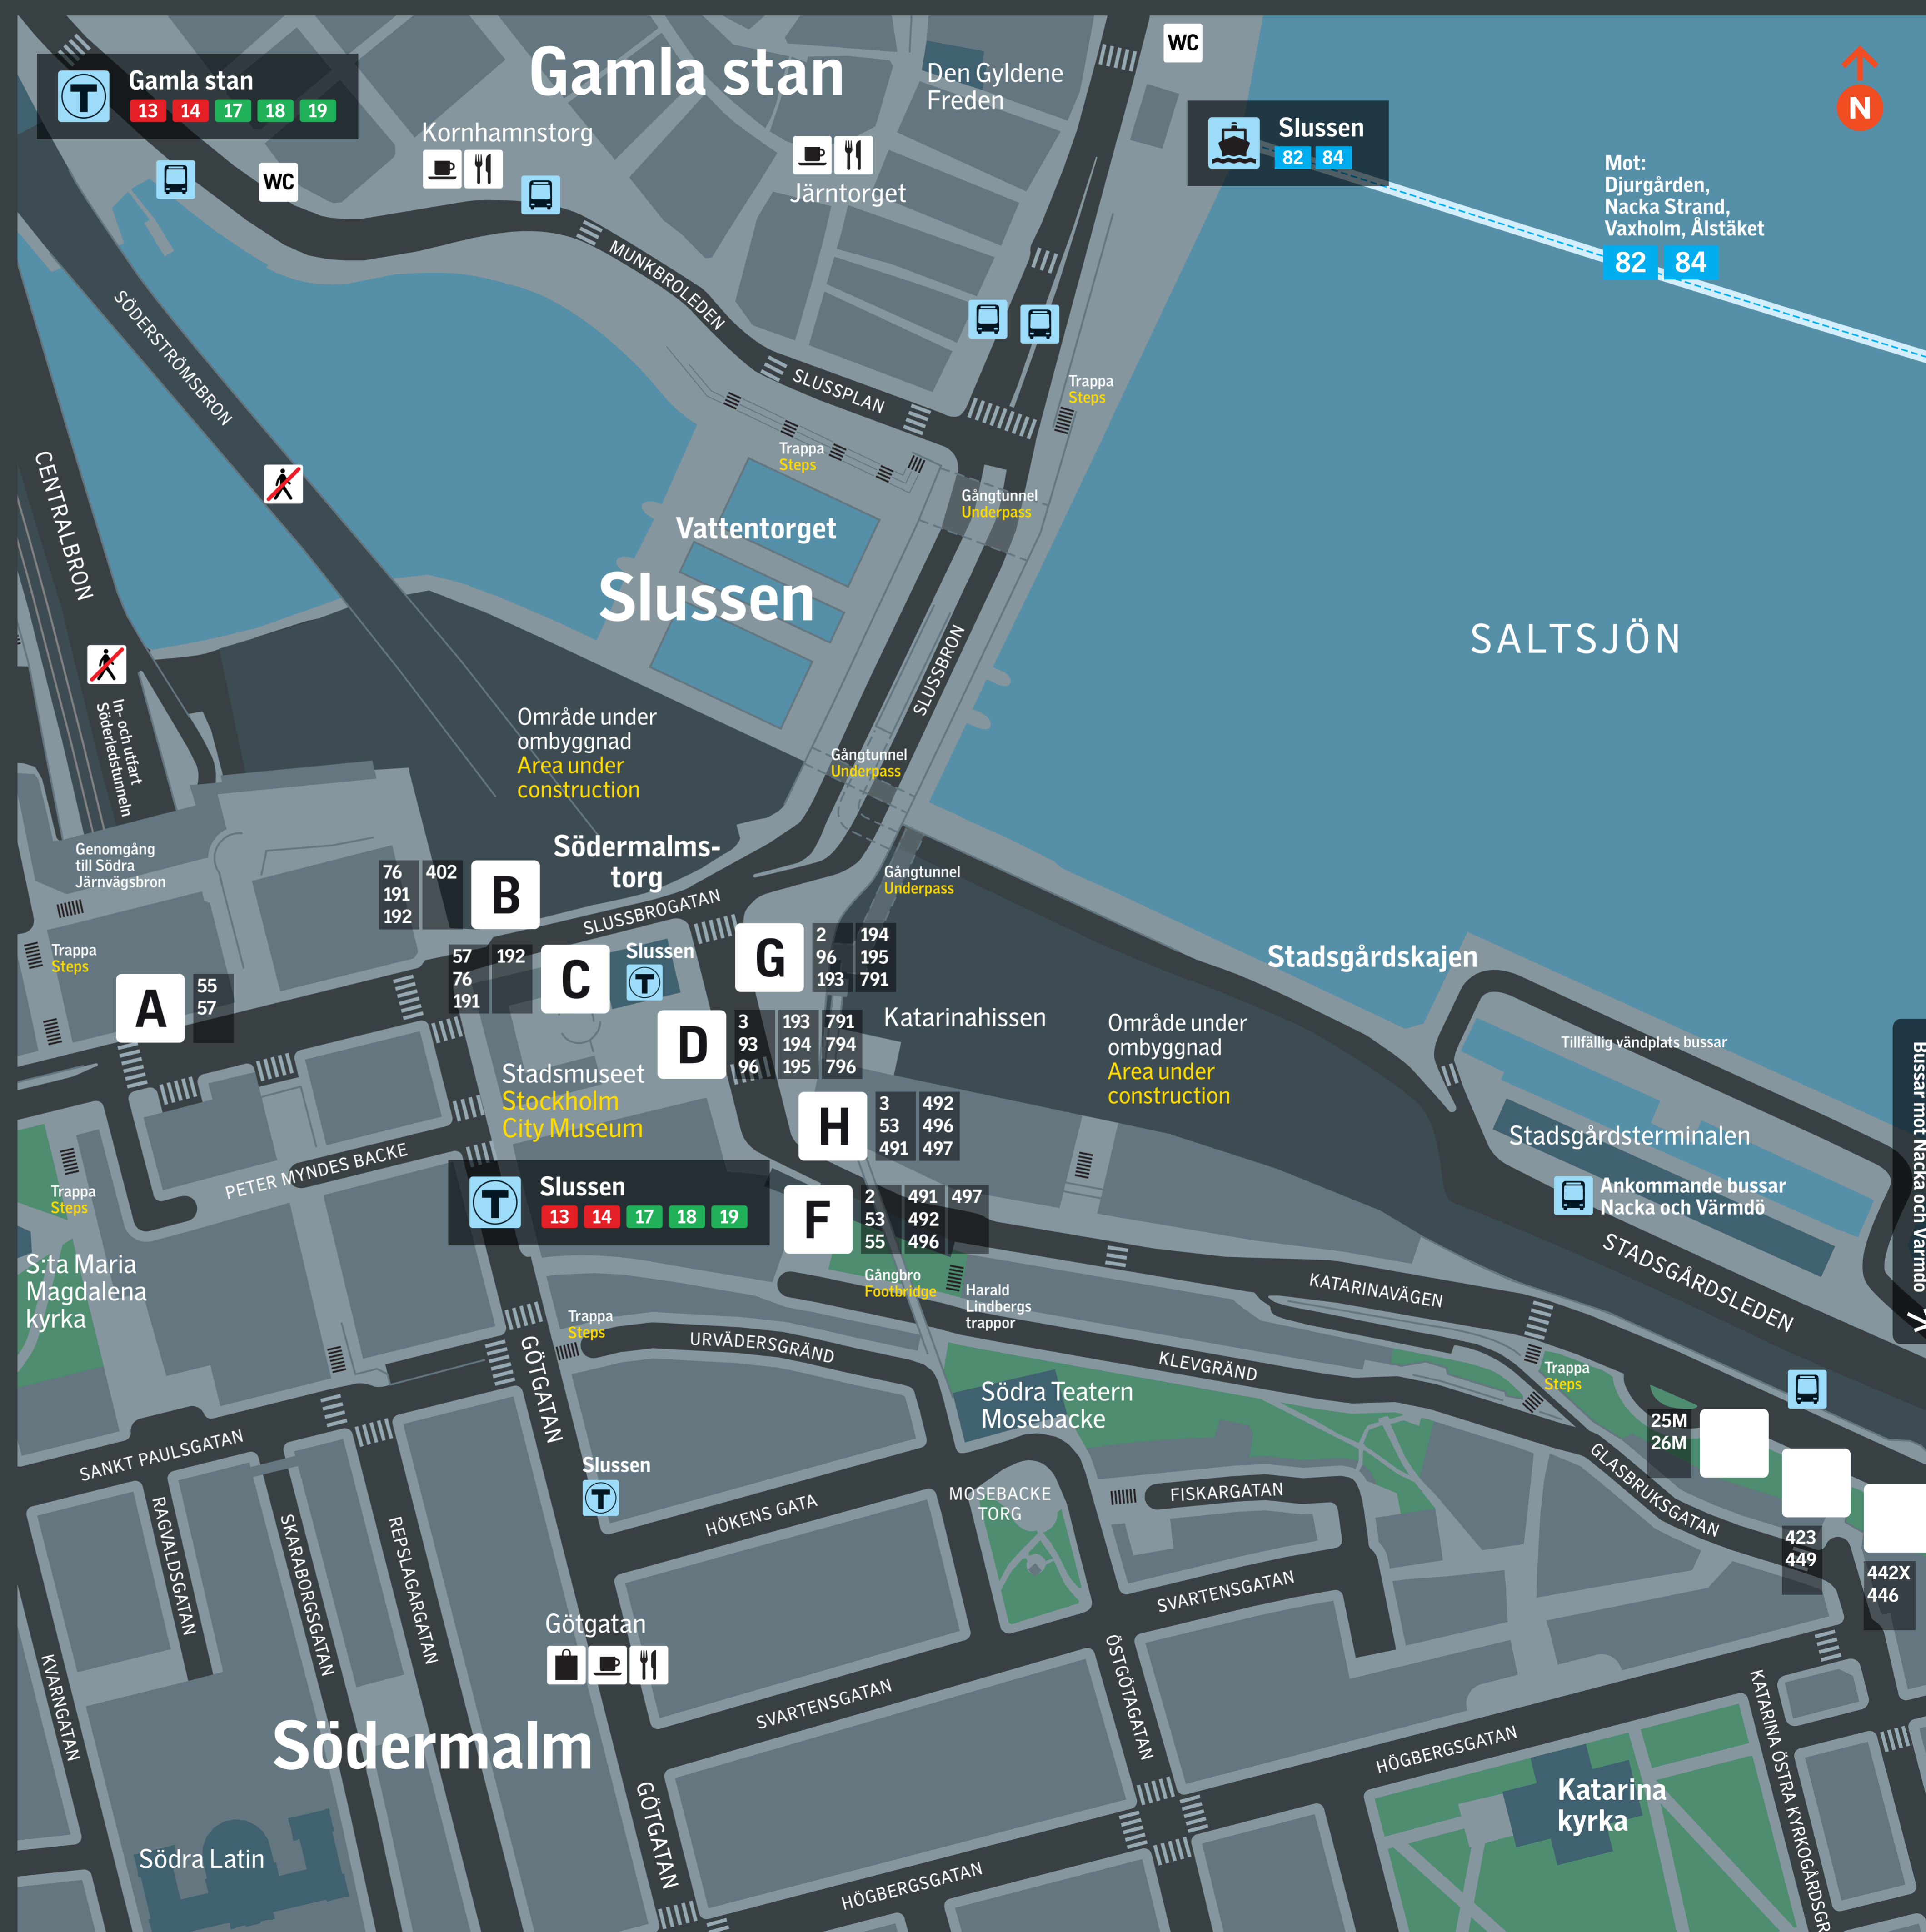 Gamla stan
13 14 17 18 19
Gamla stan
Den Gyldene
Freden
WC
N
Kornhamnstorg
WC
Järntorget
Slussen
82 84
Mot:
Djurgården,
Nacka Strand,
Vaxholm, Ålstäket
82 84
MUNKBROLEDEN
SÖDERSTRÖMSBRON
SLUSSPLAN
Trappa
Steps
Trappa
Steps
CENTRALBRON
Gångtunnel
Underpass
Vattentorget
Slussen
SALTSJÖN
SLUSSBRON
In- och utfart
Söderledstunneln
Område under
ombyggnad
Area under
construction
Gångtunnel
Underpass
Genomgång
till Södra
Järnvägsbron
Södermalms-
torg
Gångtunnel
Underpass
76 402
191
192
B
SLUSSBROGATAN
Trappa
Steps
57 192
76
191
C
Slussen
G
2 194
96 195
193 791
Stadsgårdskajen
A
55
57
D
3 193 791
93 194 794
96 195 796
Katarinahissen
Område under
ombyggnad
Area under
construction
Tillfällig vändplats bussar
Bussar mot Nacka och Värmdö
Stadsmuseet
Stockholm
City Museum
H
3 492
53 496
491 497
Stadsgårdsterminalen
PETER MYNDES BACKE
Trappa
Steps
Slussen
13 14 17 18 19
F
2 491 497
53 492
55 496
Ankommande bussar
Nacka och Värmdö
S:ta Maria
Magdalena
kyrka
Gångbro
Footbridge
Harald
Lindbergs
trappor
KATARINAVÄGEN
STADSGÅRDSLEDEN
Trappa
Steps
URVÄDERSGRÄND
GÖTGATAN
KLEVGRÄND
Trappa
Steps
Södra Teatern
Mosebacke
25M
26M
SANKT PAULSGATAN
Slussen
GLASBRUKSGATAN
MOSEBACKE
TORG
FISKARGATAN
HÖKENS GATA
RAGVALDSGATAN
SKARABORGSGATAN
REPSLAGARGATAN
423
449
442X
446
SVARTENSGATAN
Götgatan
KVARNGATAN
ÖSTGÖTAGATAN
SVARTENSGATAN
KATARINA ÖSTRA KYRKOGÅRDSGR
Södermalm
HÖGBERGSGATAN
GÖTGATAN
Katarina
kyrka
Södra Latin
HÖGBERGSGATAN